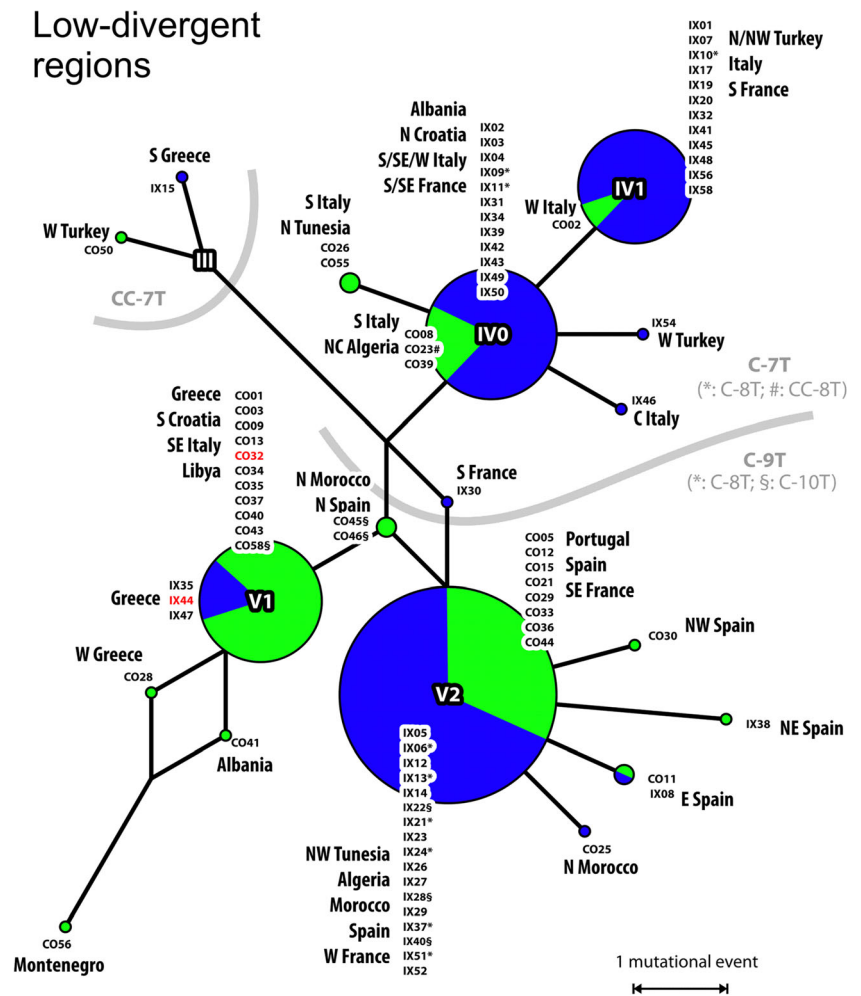 Low-divergent
regions
IX01
IX07
IX10*
IX17
IX19
IX20
IX32
IX41
IX45
IX48
IX56
IX58
N/NW Turkey
Italy
S France
Albania
N Croatia
S/SE/W Italy
S/SE France
IX02
IX03
IX04
IX09*
IX11*
IX31
IX34
IX39
IX42
IX43
IX49
IX50
IV1
W Italy
CO02
S Greece
IX15
W Turkey
CO50
III
CC-7T
S Italy
N Tunesia
CO26
CO55
IV0
S Italy
NC Algeria
CO08
CO23#
CO39
IX54
W Turkey
IX46
C Italy
C-7T
(*: C-8T; #: CC-8T)
C-9T
(*: C-8T; §: C-10T)
Greece
S Croatia
SE Italy
Libya
CO01
CO03
CO09
CO13
CO32
CO34
CO35
CO37
CO40
CO43
CO58§
N Morocco
N Spain
CO45§
CO46§
S France
IX30
Greece
IX35
IX44
IX47
V1
CO05
CO12
CO15
CO21
CO29
CO33
CO36
CO44
Portugal
Spain
SE France
W Greece
CO28
CO41
Albania
V2
CO30
NW Spain
IX38
NE Spain
CO11
IX08
E Spain
CO25
N Morocco
IX05
IX06*
IX12
IX13*
IX14
IX22§
IX21*
IX23
IX24*
IX26
IX27
IX28§
IX29
IX37*
IX40§
IX51*
IX52
NW Tunesia
Algeria
Morocco
Spain
W France
CO56
Montenegro
1 mutational event